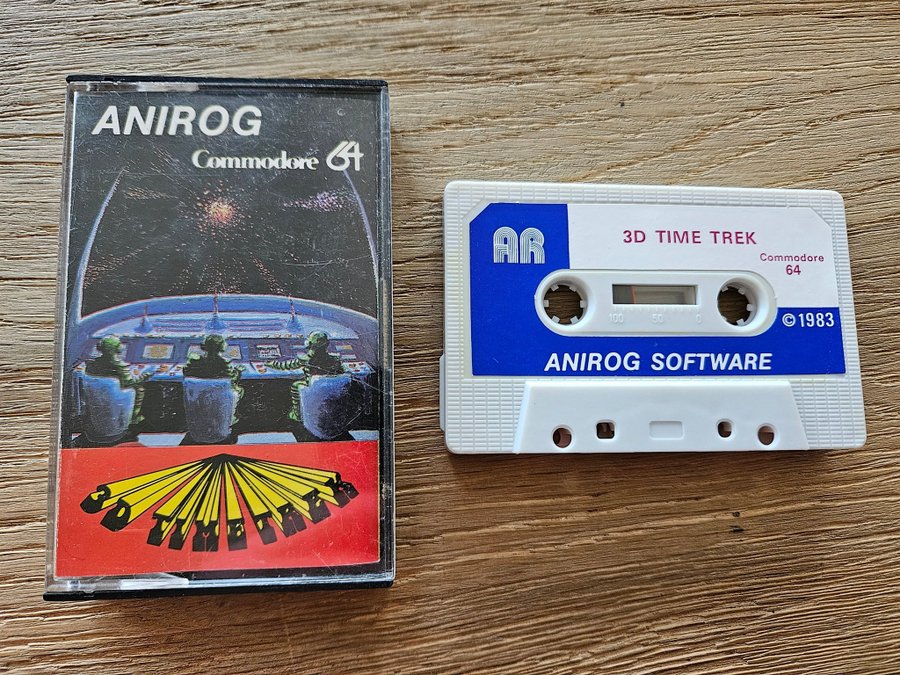 ANIROG
Commodore 64
3D TIME TREK
AR
3D TIME TREK
Commodore
64
100 50 0
©1983
ANIROG SOFTWARE